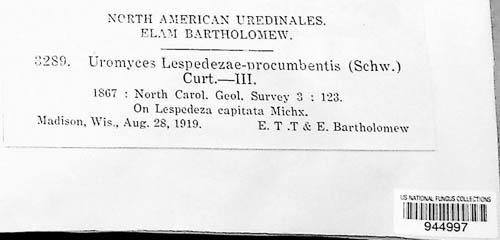 NORTH AMERICAN UREDINALES.
ELAM BARTHOLOMEW.
3289. Uromyces Lespedezae-procumbentis (Schw.)
Curt.—III.
1867 : North Carol. Geol. Survey 3 : 123.
On Lespedeza capitata Michx.
Madison, Wis., Aug. 28, 1919. E. T .T & E. Bartholomew
US NATIONAL FUNGUS COLLECTIONS
944997